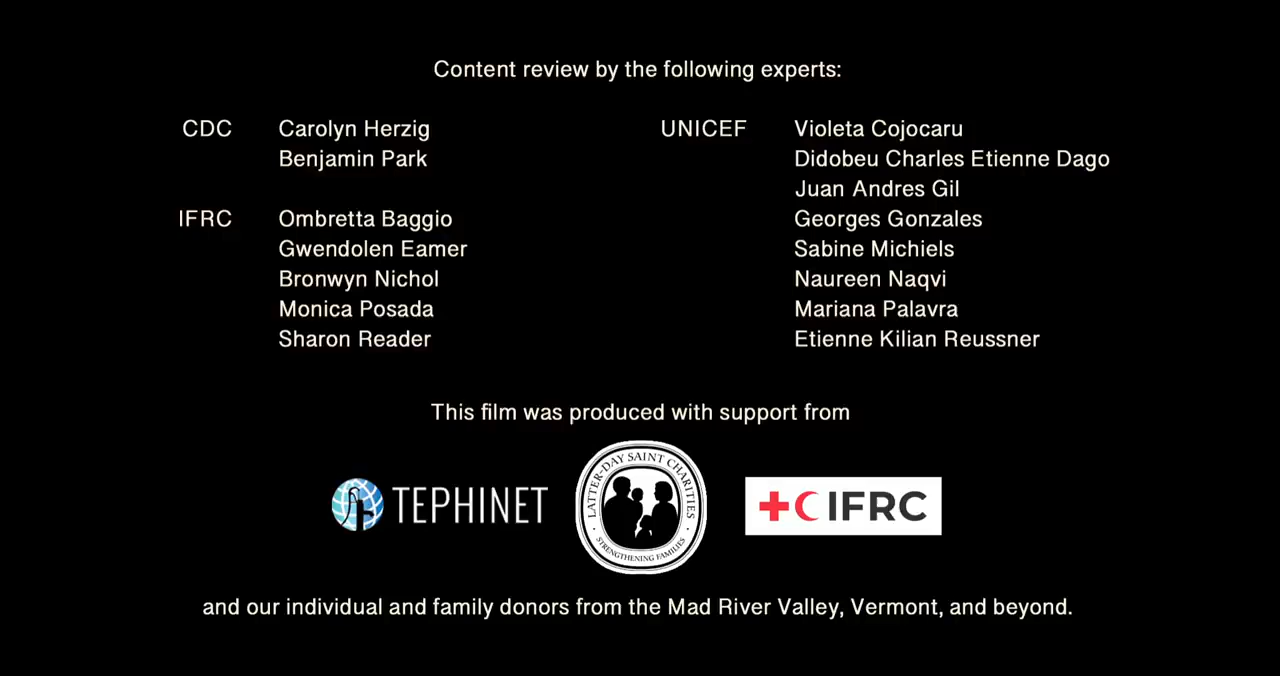 Content review by the following experts:
CDC Carolyn Herzig
Benjamin Park
IFRC Ombretta Baggio
Gwendolen Eamer
Bronwyn Nichol
Monica Posada
Sharon Reader
UNICEF Violeta Cojocaru
Didobeu Charles Etienne Dago
Juan Andres Gil
Georges Gonzales
Sabine Michiels
Naureen Naqvi
Mariana Palavra
Etienne Kilian Reussner
This film was produced with support from
TEPHINET
LATTER-DAY SAINT CHARITIES
STRENGTHENING FAMILIES
IFRC
and our individual and family donors from the Mad River Valley, Vermont, and beyond.